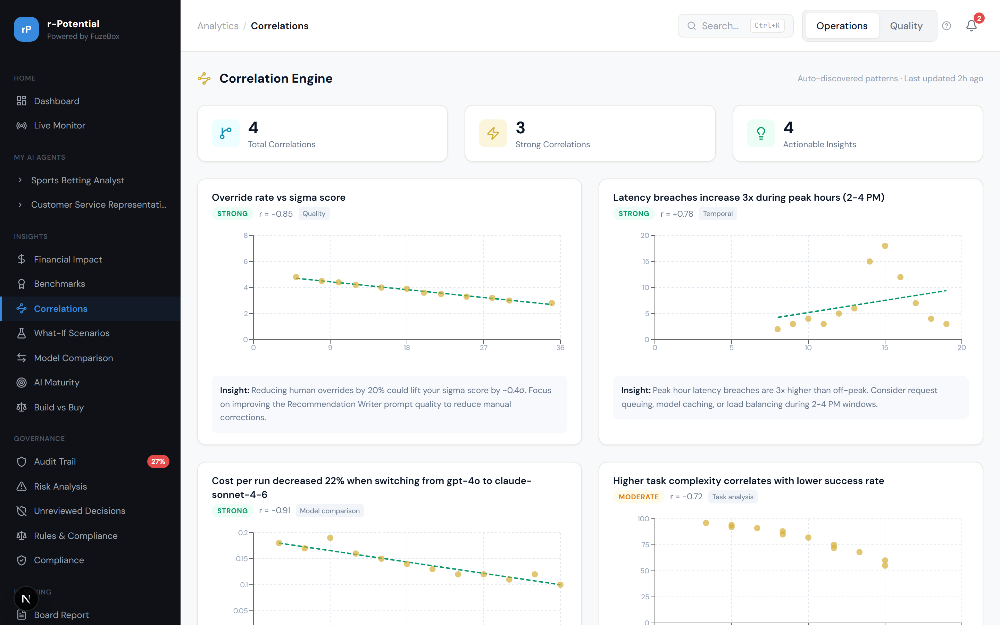 rP
r-Potential
Powered by FuzeBox
HOME
Dashboard
Live Monitor
MY AI AGENTS
Sports Betting Analyst
Customer Service Representati...
INSIGHTS
Financial Impact
Benchmarks
Correlations
What-If Scenarios
Model Comparison
AI Maturity
Build vs Buy
GOVERNANCE
Audit Trail
27%
Risk Analysis
Unreviewed Decisions
Rules & Compliance
Compliance
N
Board Report
Analytics / Correlations
Search... Ctrl+K
Operations Quality
2
Correlation Engine
Auto-discovered patterns · Last updated 2h ago
4
Total Correlations
3
Strong Correlations
4
Actionable Insights
Override rate vs sigma score
STRONG r = -0.85 Quality
8
6
4
2
0
0 9 18 27 36
Insight: Reducing human overrides by 20% could lift your sigma score by ~0.4σ. Focus
on improving the Recommendation Writer prompt quality to reduce manual
corrections.
Latency breaches increase 3x during peak hours (2-4 PM)
STRONG r = +0.78 Temporal
20
15
10
5
0
0 5 10 15 20
Insight: Peak hour latency breaches are 3x higher than off-peak. Consider request
queuing, model caching, or load balancing during 2-4 PM windows.
Cost per run decreased 22% when switching from gpt-4o to claude-
sonnet-4-6
STRONG r = -0.91 Model comparison
0.2
0.15
0.1
0.05
Higher task complexity correlates with lower success rate
MODERATE r = -0.72 Task analysis
100
75
50
25
0